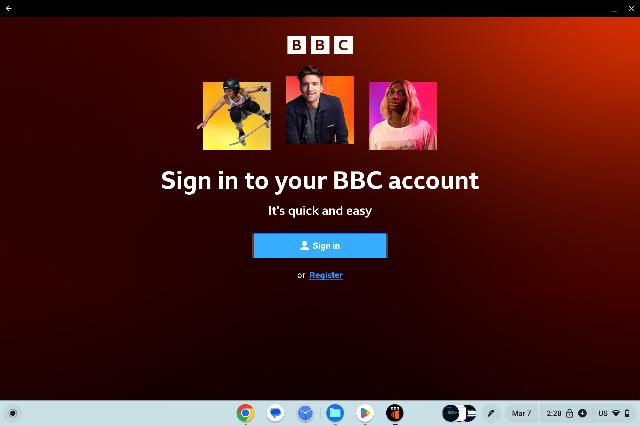 BBC
Sign in to your BBC account
It's quick and easy
Sign in
or Register
Mar 7 2:28 US